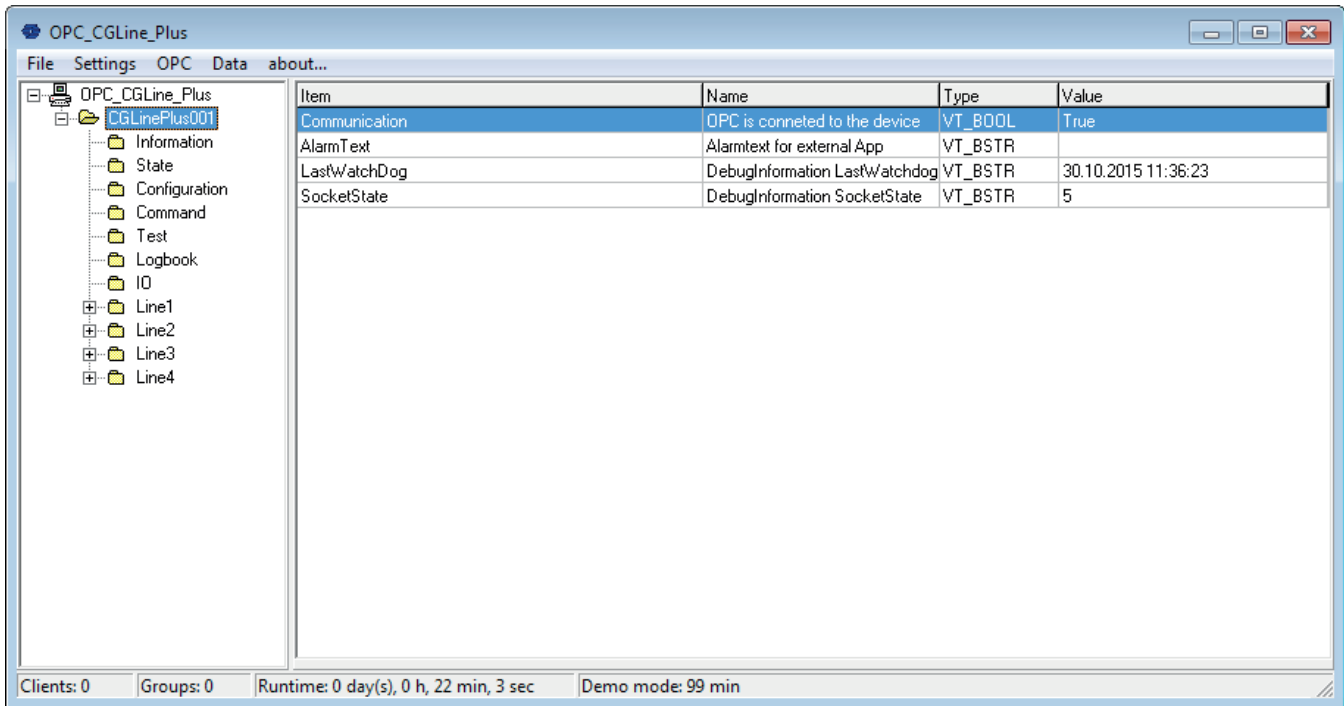 OPC_CGLine_Plus
File Settings OPC Data about...
OPC_CGLine_Plus
CGLinePlus001
Information
State
Configuration
Command
Test
Logbook
IO
Line1
Line2
Line3
Line4
Item Name Type Value
Communication OPC is conneted to the device VT_BOOL True
AlarmText Alarmtext for external App VT_BSTR
LastWatchDog DebugInformation LastWatchdog VT_BSTR 30.10.2015 11:36:23
SocketState DebugInformation SocketState VT_BSTR 5
Clients: 0 Groups: 0 Runtime: 0 day(s), 0 h, 22 min, 3 sec Demo mode: 99 min